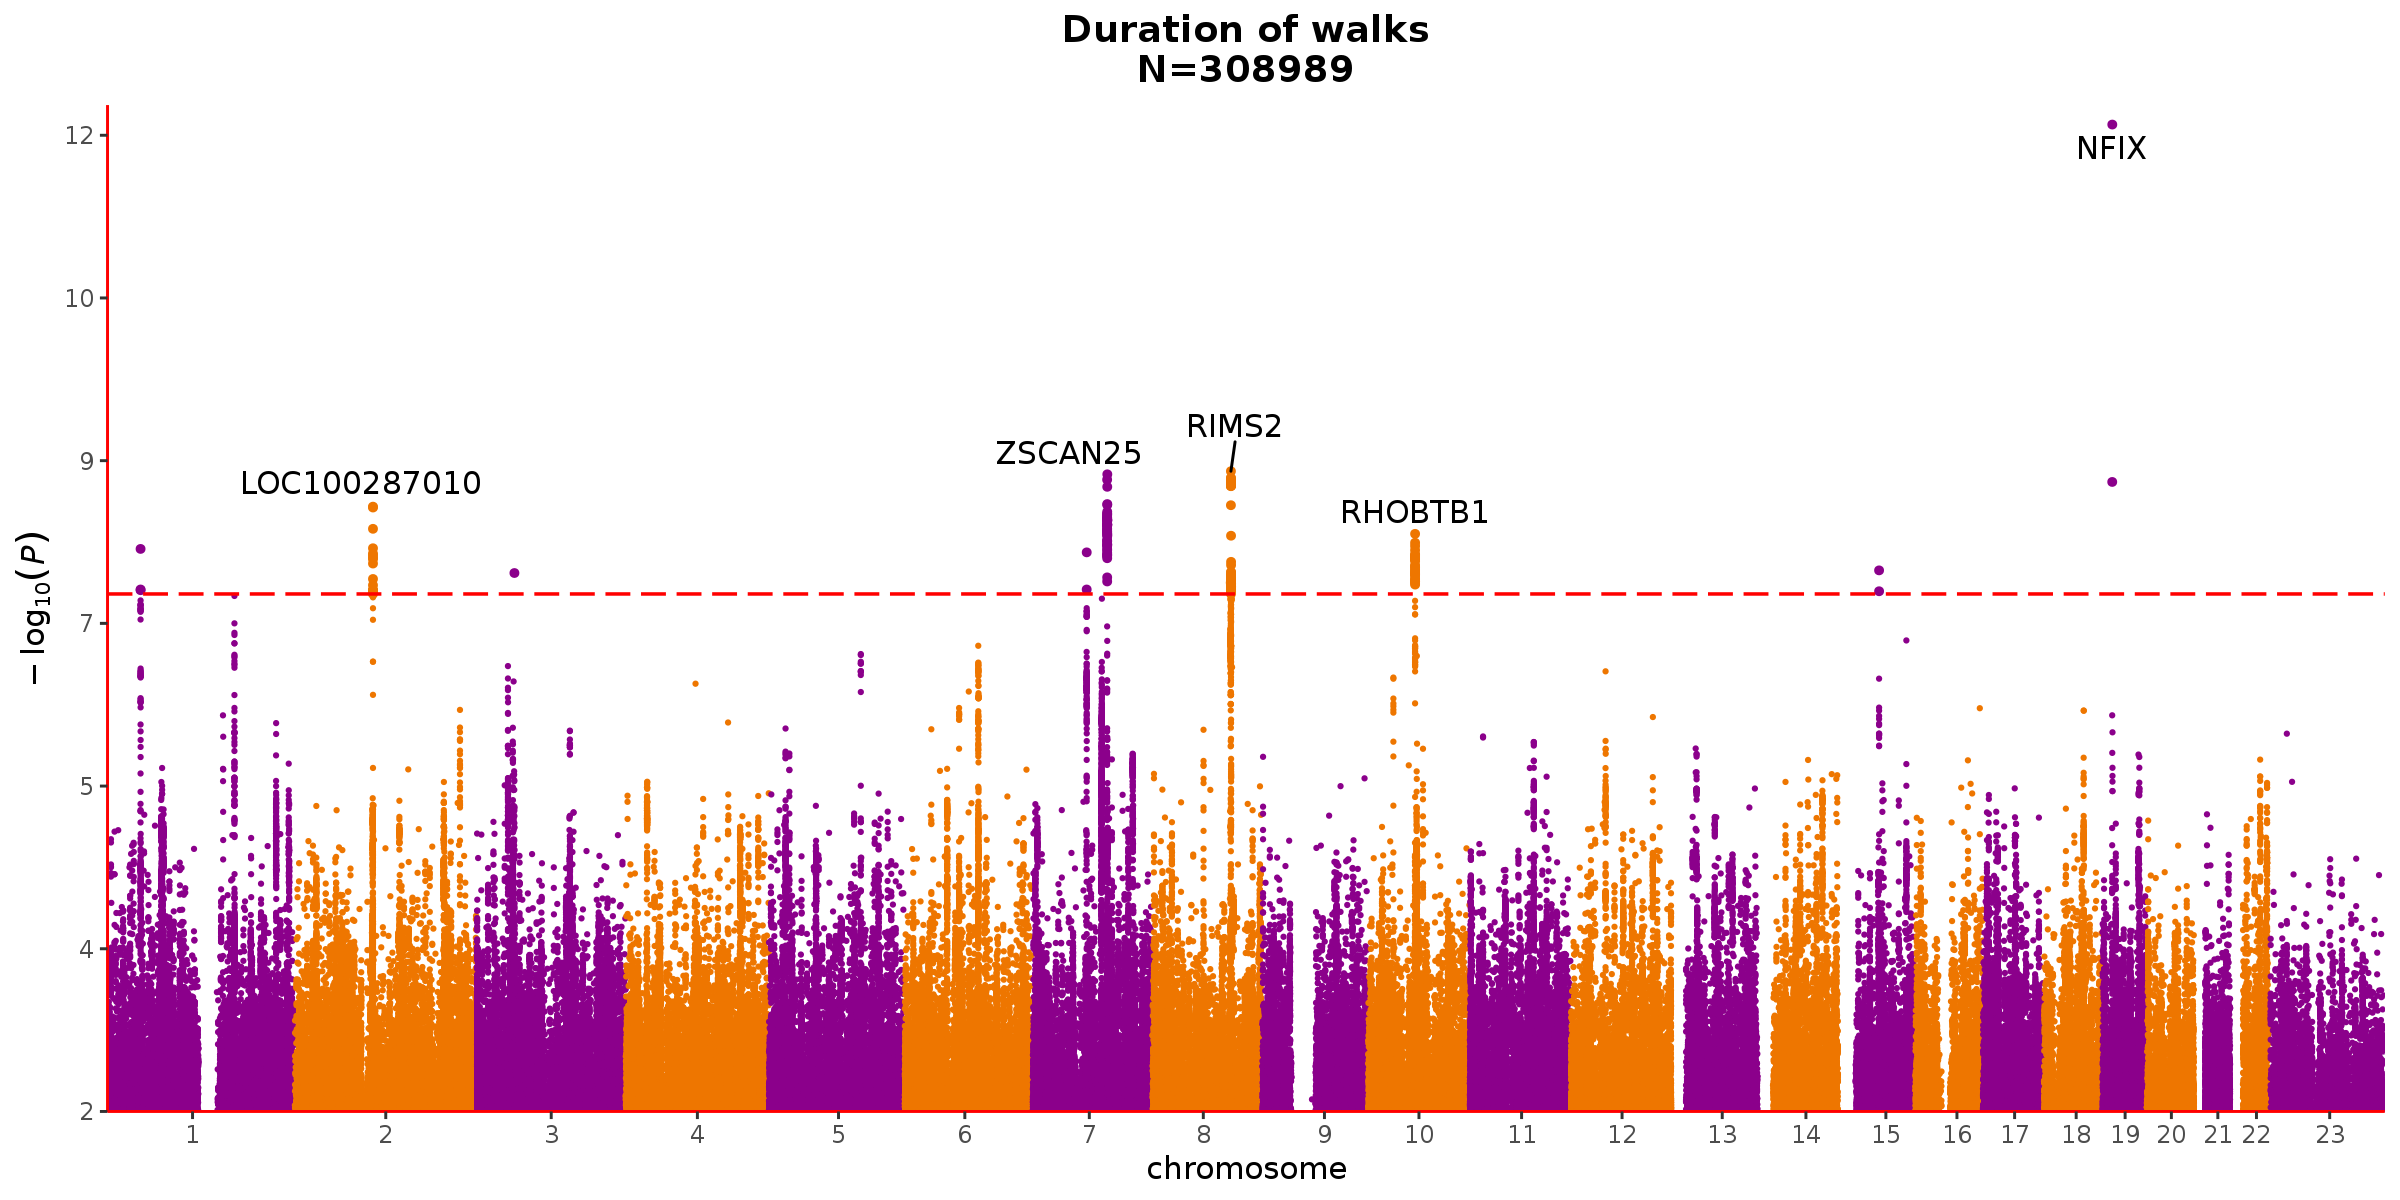 Duration of walks
N=308989
12
NFIX
10
RIMS2
9
ZSCAN25
LOC100287010
RHOBTB1
7
5
4
2
−log10(P)
1 2 3 4 5 6 7 8 9 10 11 12 13 14 15 16 17 18 19 20 21 22 23
chromosome